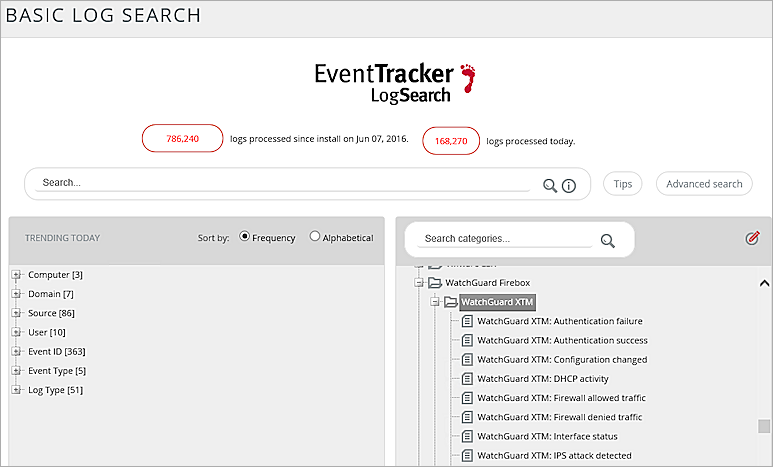 BASIC LOG SEARCH
EventTracker
LogSearch
786,240 logs processed since install on Jun 07, 2016. 168,270 logs processed today.
Search... Tips Advanced search
TRENDING TODAY Sort by: Frequency Alphabetical
Computer [3]
Domain [7]
Source [86]
User [10]
Event ID [363]
Event Type [5]
Log Type [51]
Search categories...
WatchGuard Firebox
WatchGuard XTM
WatchGuard XTM: Authentication failure
WatchGuard XTM: Authentication success
WatchGuard XTM: Configuration changed
WatchGuard XTM: DHCP activity
WatchGuard XTM: Firewall allowed traffic
WatchGuard XTM: Firewall denied traffic
WatchGuard XTM: Interface status
WatchGuard XTM: IPS attack detected